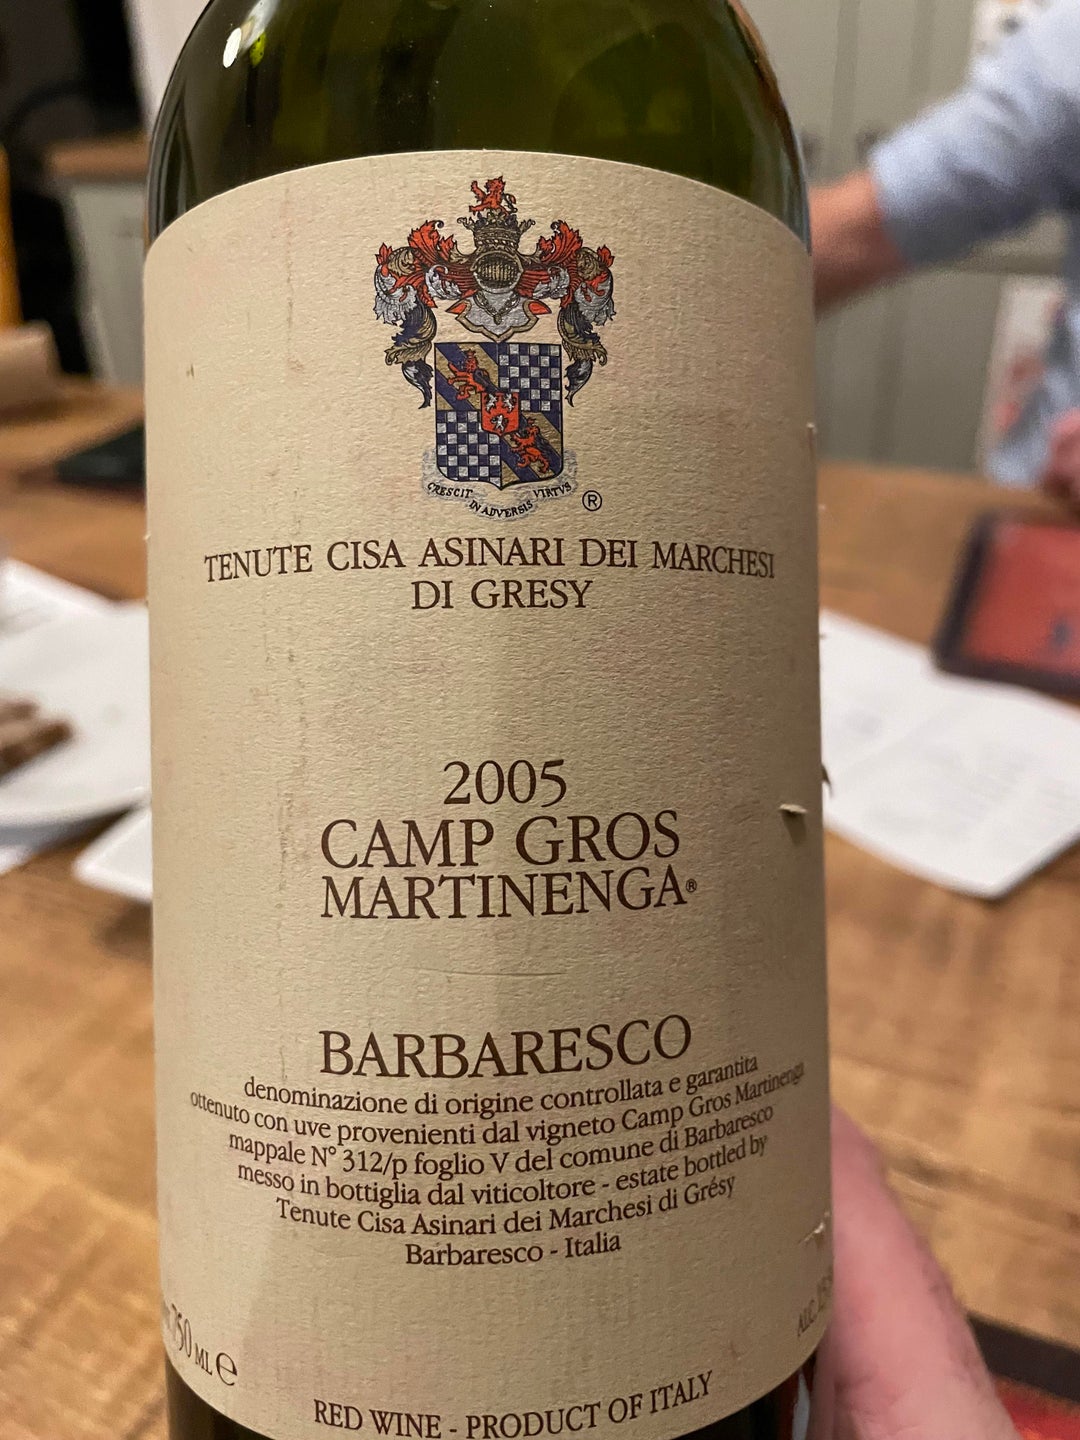 CRESCIT IN ADVERSIS VIRTVS ®
TENUTE CISA ASINARI DEI MARCHESI
DI GRESY
2005
CAMP GROS
MARTINENGA®
BARBARESCO
denominazione di origine controllata e garantita
ottenuto con uve provenienti dal vigneto Camp Gros Martinenga
mappale N° 312/p foglio V del comune di Barbaresco
messo in bottiglia dal viticoltore - estate bottled by
Tenute Cisa Asinari dei Marchesi di Grésy
Barbaresco - Italia
750 ML e
ALC.
RED WINE - PRODUCT OF ITALY